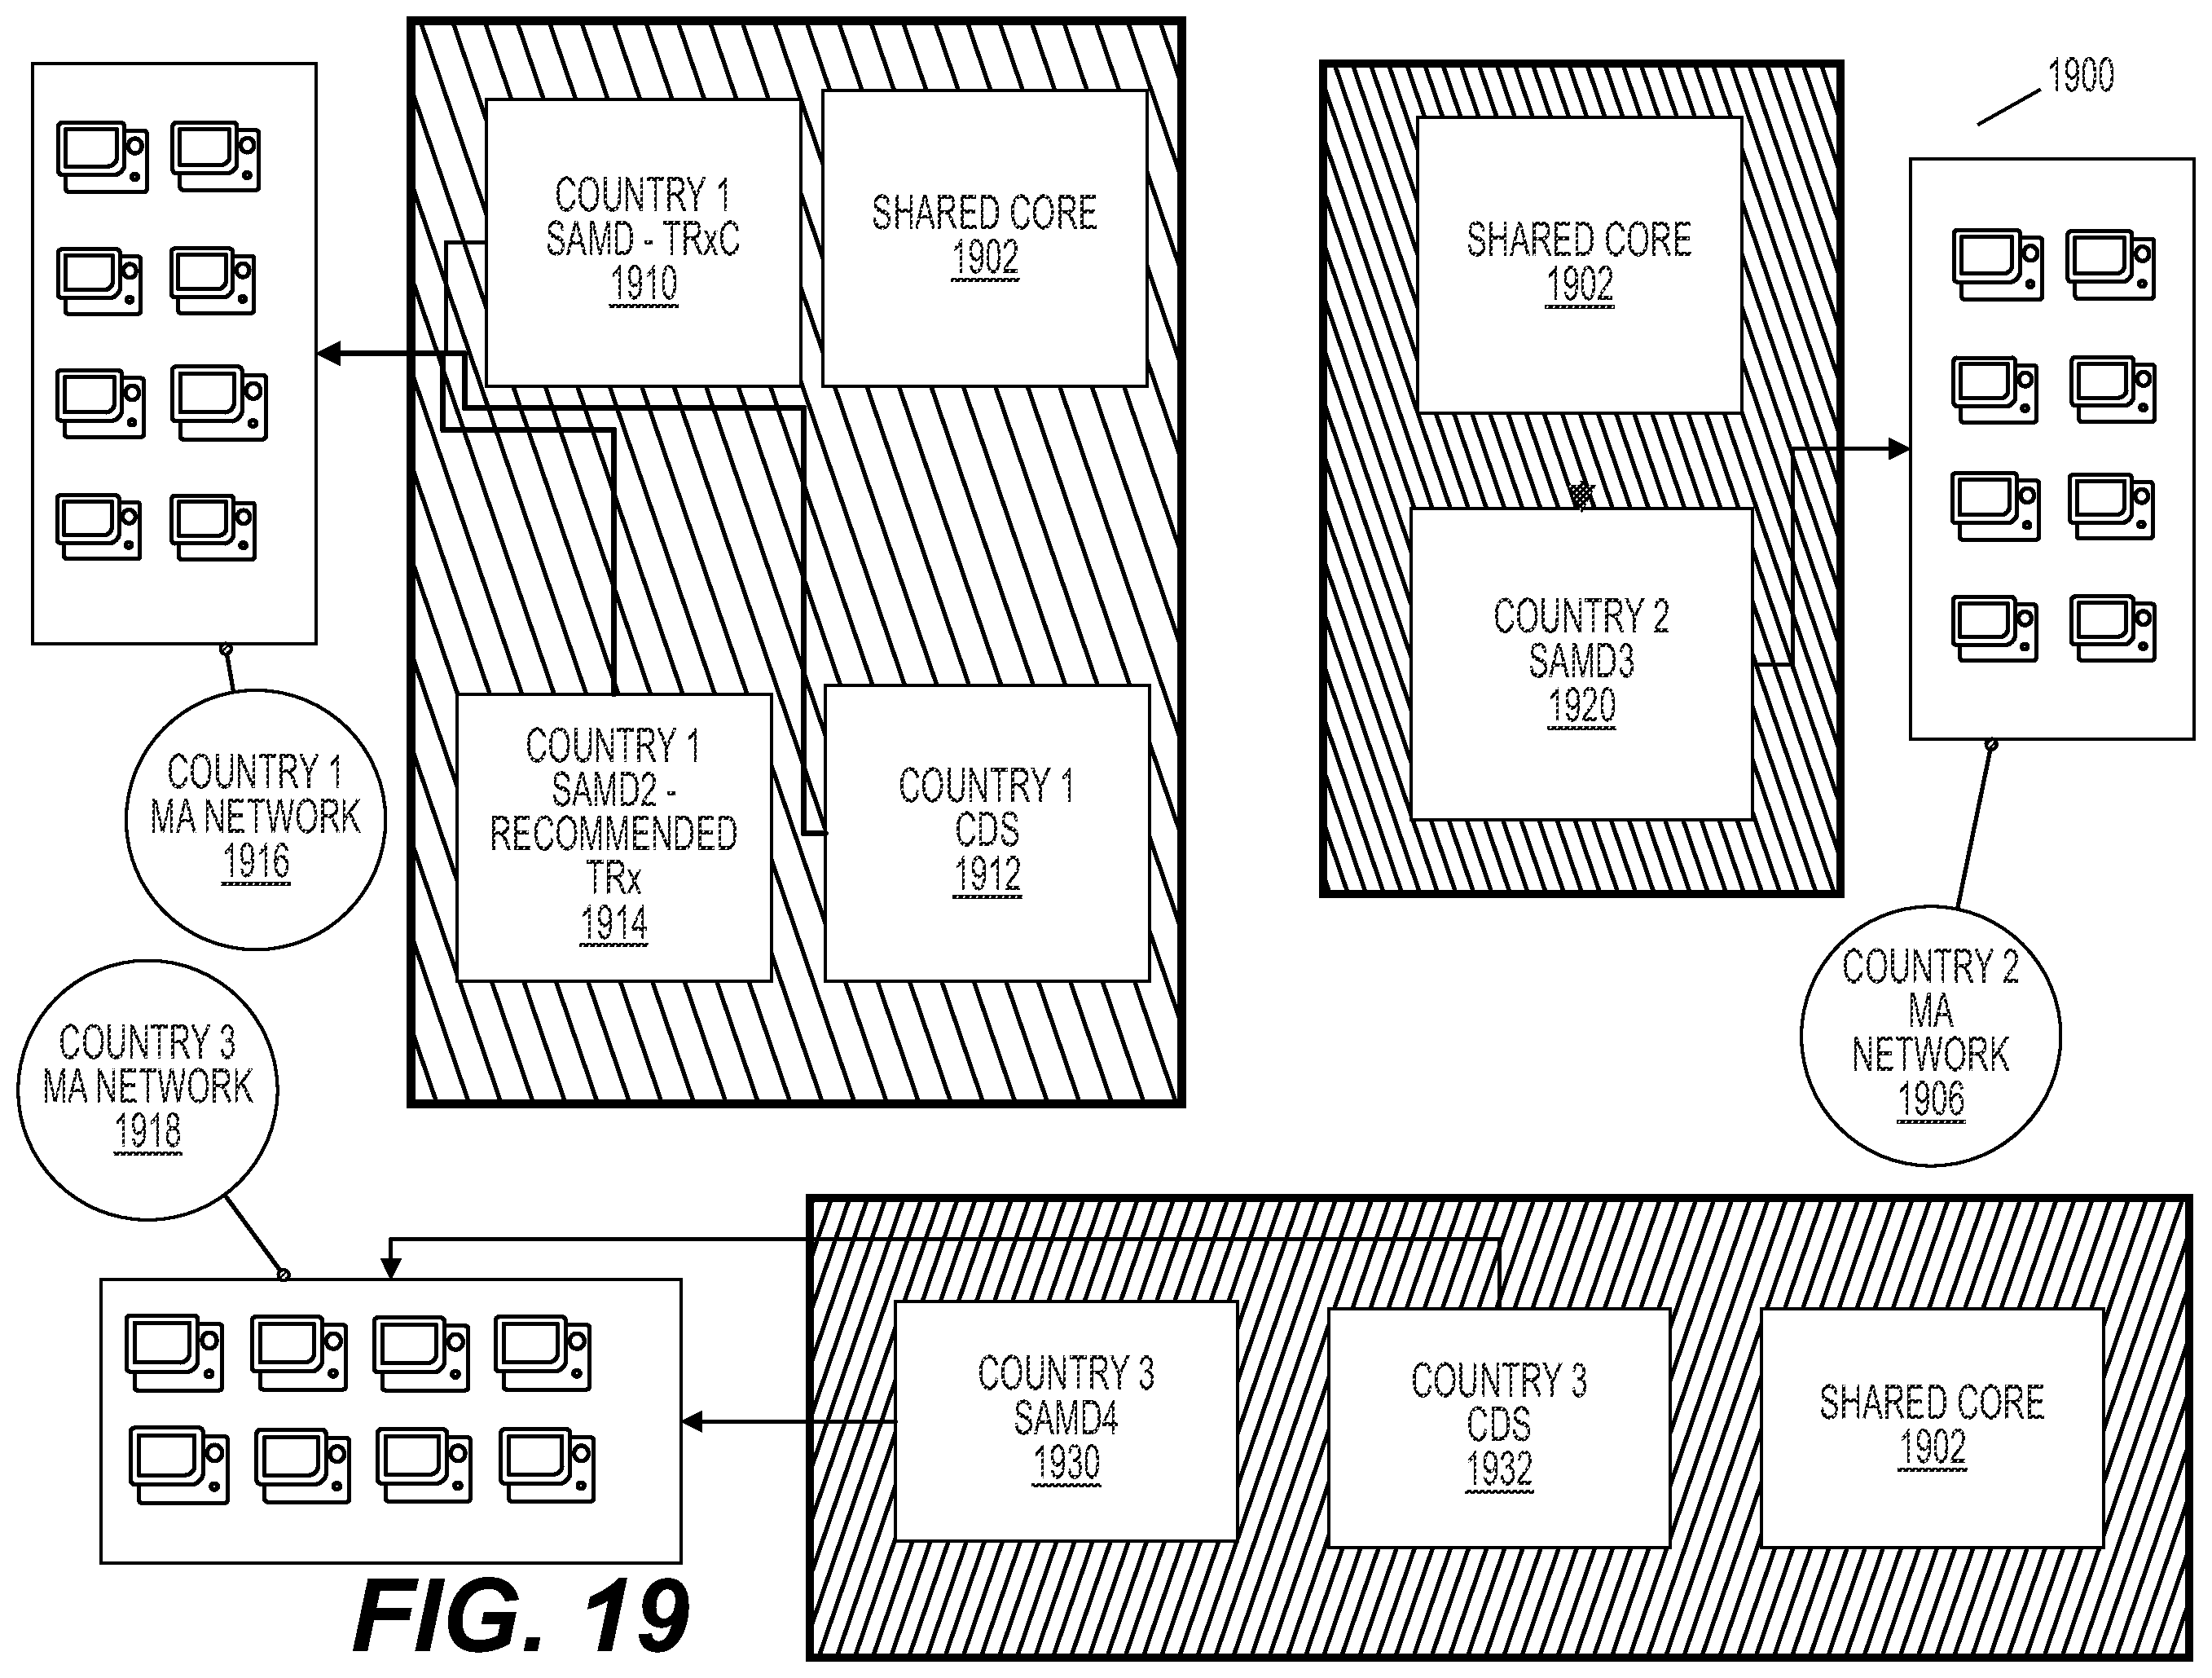 1900
COUNTRY 1
SAMD - TRxC
1910
SHARED CORE
1902
SHARED CORE
1902
COUNTRY 2
SAMD3
1920
COUNTRY 1
MA NETWORK
1916
COUNTRY 1
SAMD2 -
RECOMMENDED
TRx
1914
COUNTRY 1
CDS
1912
COUNTRY 2
MA
NETWORK
1906
COUNTRY 3
MA NETWORK
1918
COUNTRY 3
SAMD4
1930
COUNTRY 3
CDS
1932
SHARED CORE
1902
FIG. 19